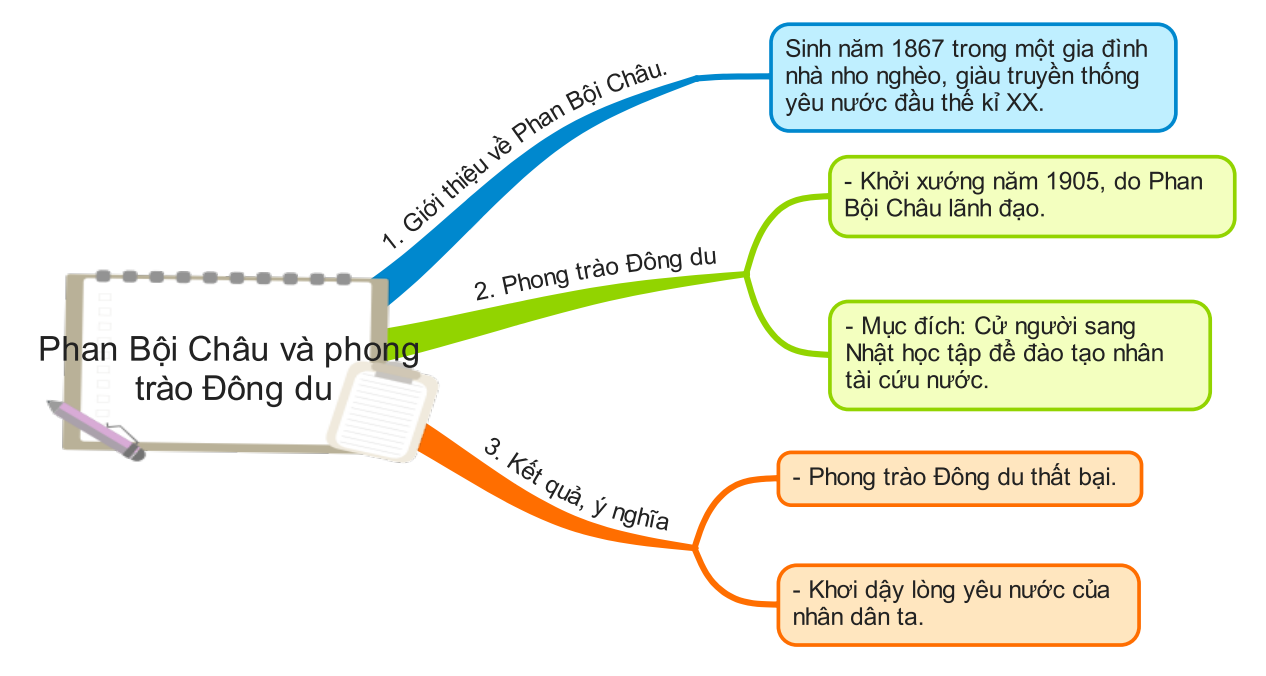 Phan Bội Châu và phong
trào Đông du
1. Giới thiệu về Phan Bội Châu.
Sinh năm 1867 trong một gia đình
nhà nho nghèo, giàu truyền thống
yêu nước đầu thế kỉ XX.
2. Phong trào Đông du
- Khởi xướng năm 1905, do Phan
Bội Châu lãnh đạo.
- Mục đích: Cử người sang
Nhật học tập để đào tạo nhân
tài cứu nước.
3. Kết quả, ý nghĩa
- Phong trào Đông du thất bại.
- Khơi dậy lòng yêu nước của
nhân dân ta.